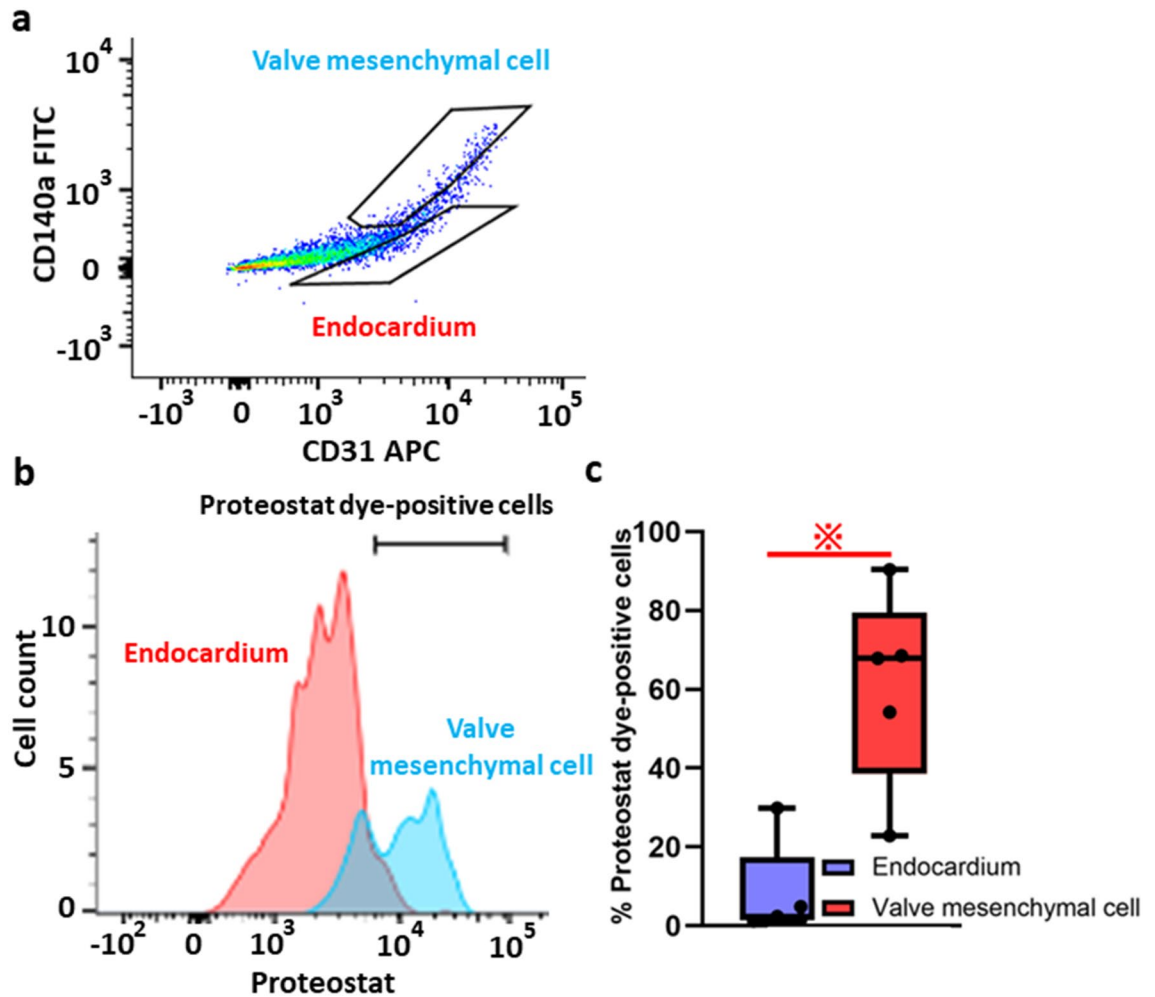 a
Valve mesenchymal cell
10⁴
10³
0
-10³
CD140a FITC
Endocardium
-10³ 0 10³ 10⁴ 10⁵
CD31 APC
b
Proteostat dye-positive cells
Endocardium
Valve
mesenchymal cell
10
5
0
Cell count
-10² 0 10³ 10⁴ 10⁵
Proteostat
c
※
100
80
60
40
20
0
% Proteostat dye-positive cells
Endocardium
Valve mesenchymal cell